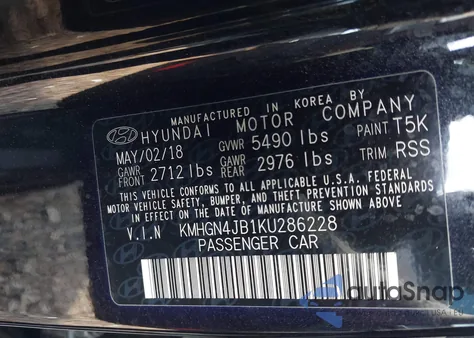 MANUFACTURED IN KOREA BY
HYUNDAI MOTOR COMPANY
MAY/02/18 GVWR 5490 lbs PAINT T5K
GAWR FRONT 2712 lbs GAWR REAR 2976 lbs TRIM RSS
THIS VEHICLE CONFORMS TO ALL APPLICABLE U.S.A. FEDERAL
MOTOR VEHICLE SAFETY, BUMPER, AND THEFT PREVENTION STANDARDS
IN EFFECT ON THE DATE OF MANUFACTURE SHOWN ABOVE.
V.I.N KMHGN4JB1KU286228
PASSENGER CAR
autoSnap